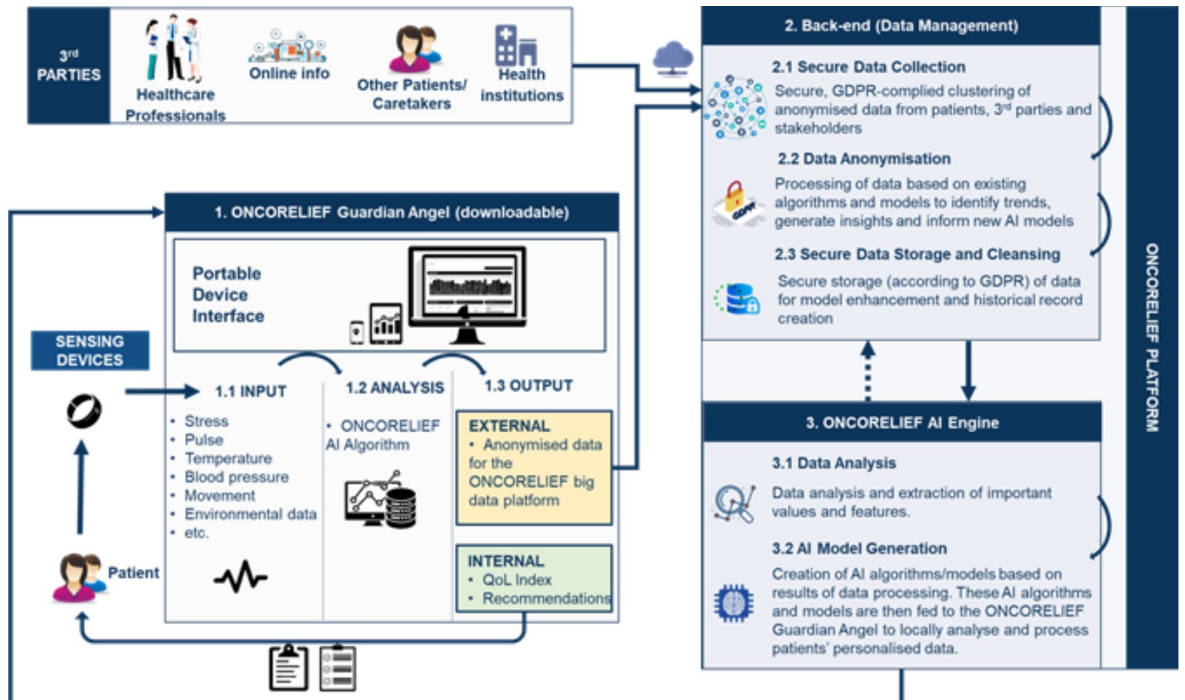 3rd
PARTIES
Healthcare
Professionals
Online info
Other Patients/
Caretakers
Health
institutions
1. ONCORELIEF Guardian Angel (downloadable)
Portable
Device
Interface
SENSING
DEVICES
Patient
1.1 INPUT
• Stress
• Pulse
• Temperature
• Blood pressure
• Movement
• Environmental data
• etc.
1.2 ANALYSIS
• ONCORELIEF
AI Algorithm
1.3 OUTPUT
EXTERNAL
• Anonymised data
for the
ONCORELIEF big
data platform
INTERNAL
• QoL Index
• Recommendations
2. Back-end (Data Management)
2.1 Secure Data Collection
Secure, GDPR-complied clustering of
anonymised data from patients, 3rd parties and
stakeholders
2.2 Data Anonymisation
Processing of data based on existing
algorithms and models to identify trends,
generate insights and inform new AI models
GDPR
2.3 Secure Data Storage and Cleansing
Secure storage (according to GDPR) of data
for model enhancement and historical record
creation
3. ONCORELIEF AI Engine
3.1 Data Analysis
Data analysis and extraction of important
values and features.
3.2 AI Model Generation
Creation of AI algorithms/models based on
results of data processing. These AI algorithms
and models are then fed to the ONCORELIEF
Guardian Angel to locally analyse and process
patients' personalised data.
ONCORELIEF PLATFORM